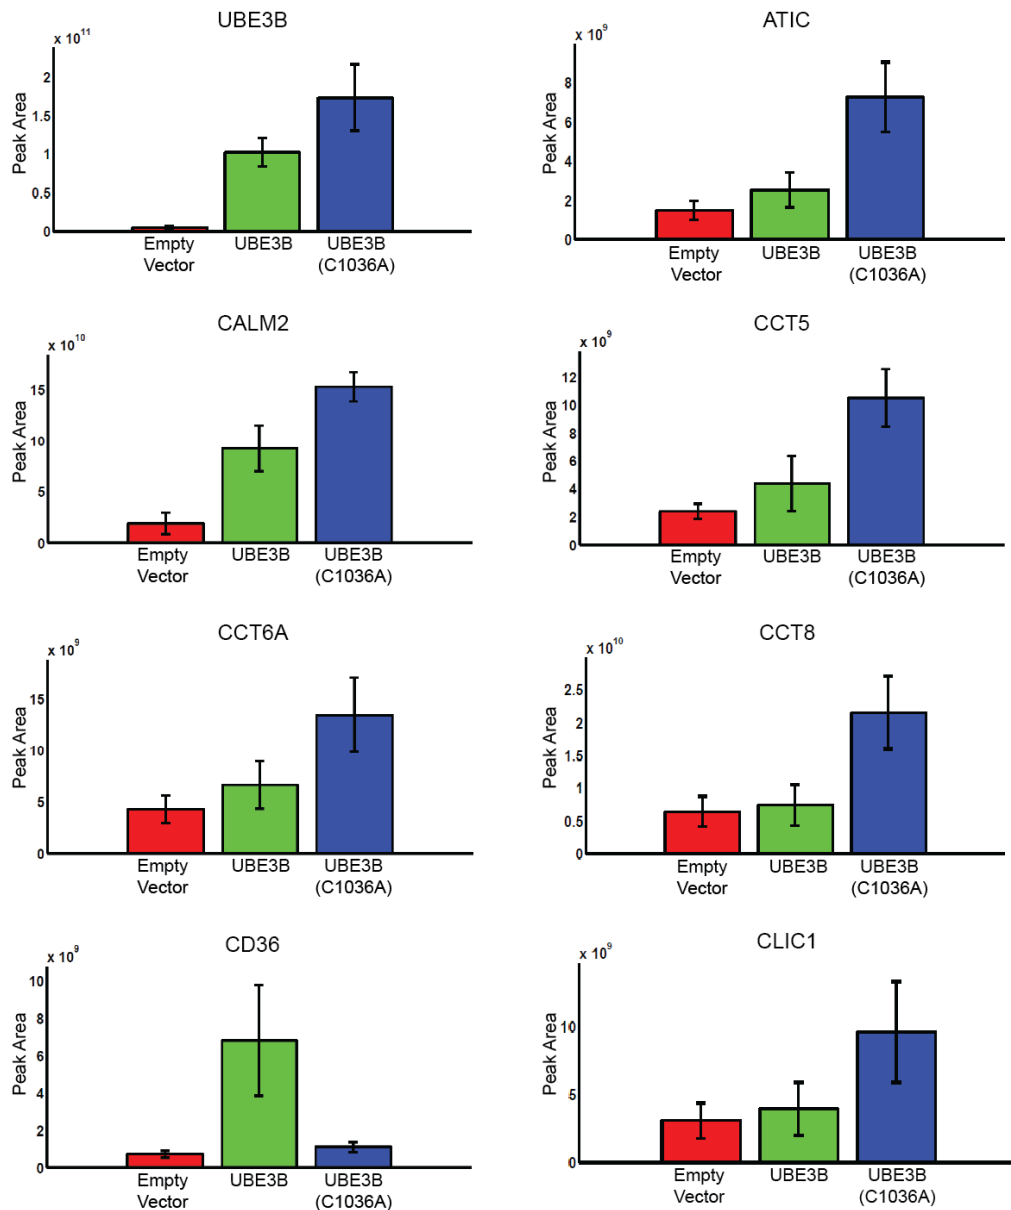 UBE3B
x 10^11
Peak Area
2
1.5
1
0.5
0
Empty
Vector
UBE3B
UBE3B
(C1036A)
ATIC
x 10^9
Peak Area
8
6
4
2
0
Empty
Vector
UBE3B
UBE3B
(C1036A)
CALM2
x 10^10
Peak Area
15
10
5
0
Empty
Vector
UBE3B
UBE3B
(C1036A)
CCT5
x 10^9
Peak Area
12
10
8
6
4
2
0
Empty
Vector
UBE3B
UBE3B
(C1036A)
CCT6A
x 10^9
Peak Area
15
10
5
0
Empty
Vector
UBE3B
UBE3B
(C1036A)
CCT8
x 10^10
Peak Area
2.5
2
1.5
1
0.5
0
Empty
Vector
UBE3B
UBE3B
(C1036A)
CD36
x 10^9
Peak Area
10
8
6
4
2
0
Empty
Vector
UBE3B
UBE3B
(C1036A)
CLIC1
x 10^9
Peak Area
10
5
0
Empty
Vector
UBE3B
UBE3B
(C1036A)